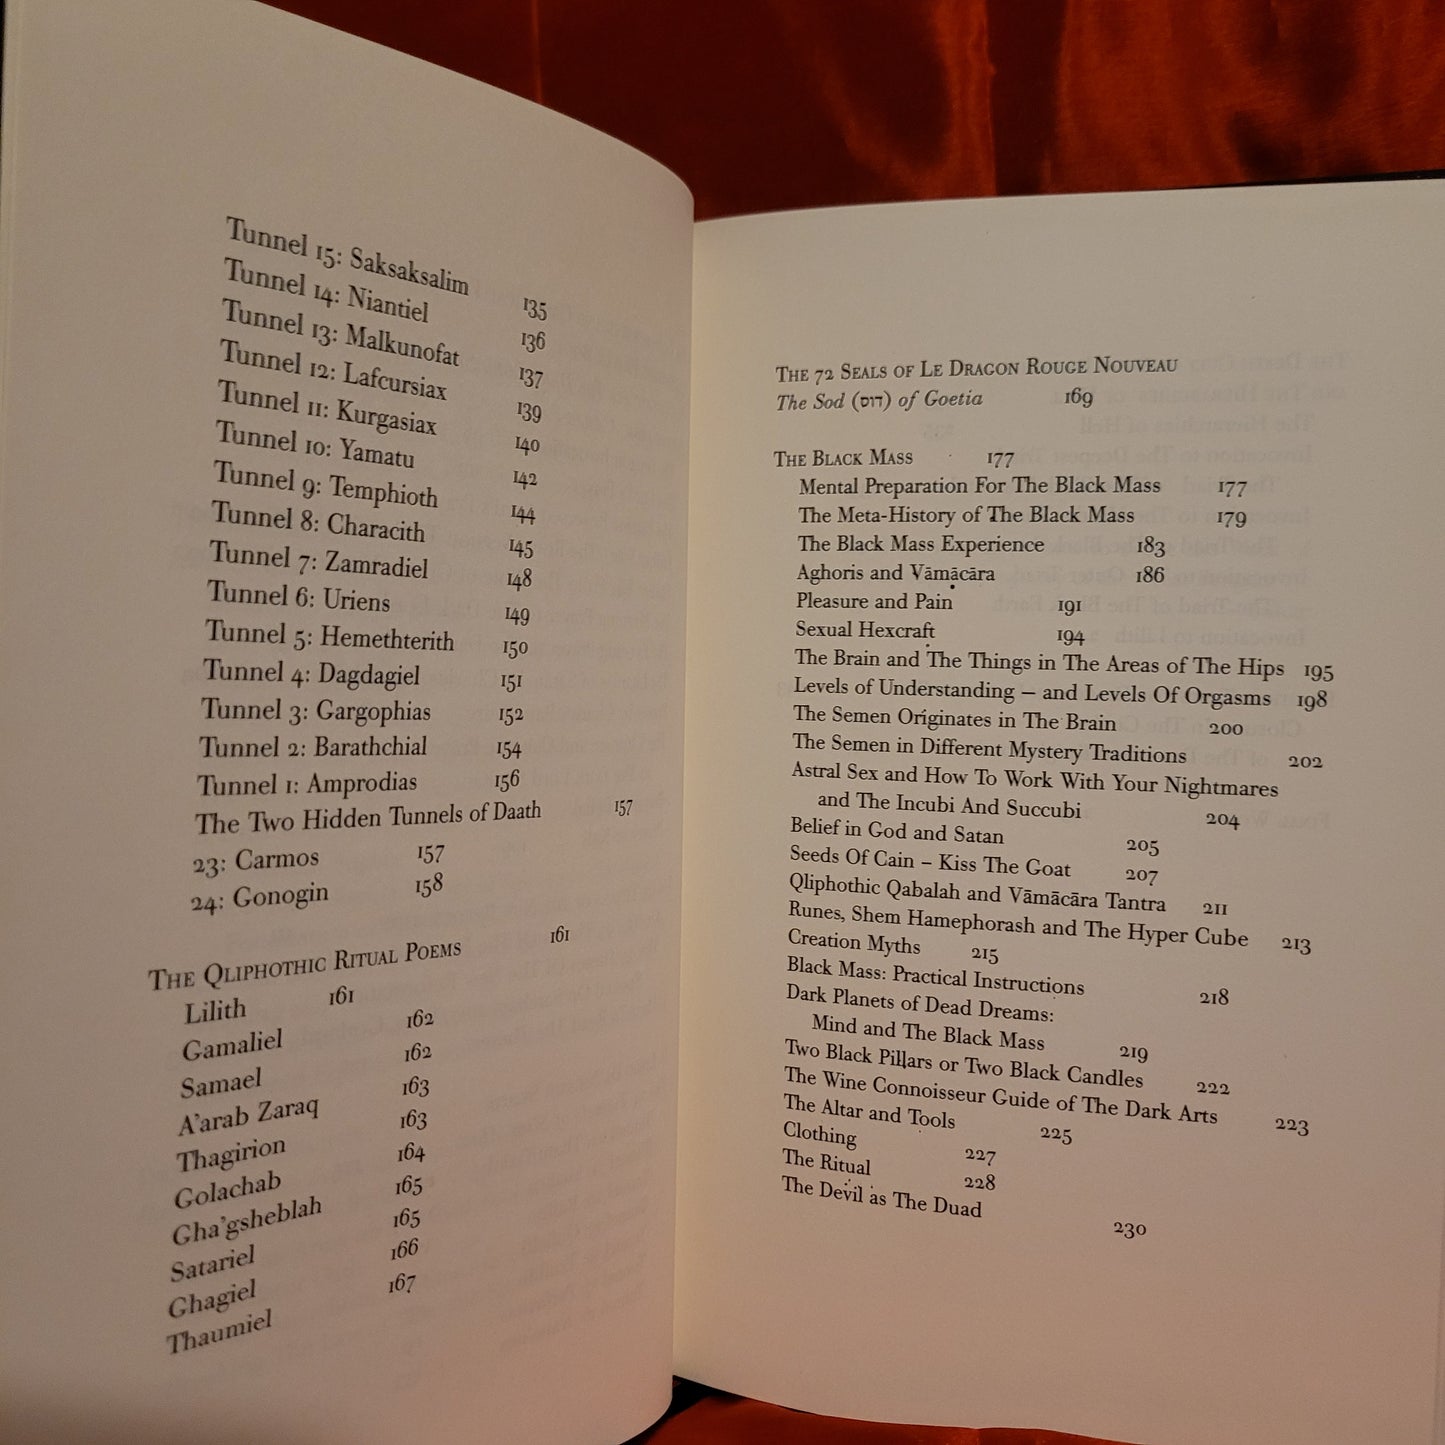 Tunnel 15: Saksaksalim 135
Tunnel 14: Niantiel 136
Tunnel 13: Malkunofat 137
Tunnel 12: Lafcursiax 139
Tunnel 11: Kurgasiax 140
Tunnel 10: Yamatu 142
Tunnel 9: Temphioth 144
Tunnel 8: Characith 145
Tunnel 7: Zamradiel 148
Tunnel 6: Uriens 149
Tunnel 5: Hemethterith 150
Tunnel 4: Dagdagiel 151
Tunnel 3: Gargophias 152
Tunnel 2: Barathchial 154
Tunnel 1: Amprodias 156
The Two Hidden Tunnels of Daath 157
23: Carmos 157
24: Gonogin 158
The Qliphothic Ritual Poems 161
Lilith 161
Gamaliel 162
Samael 162
A'arab Zaraq 163
Thagirion 163
Golachab 164
Gha'gsheblah 165
Satariel 165
Ghagiel 166
Thaumiel 167
The 72 Seals of Le Dragon Rouge Nouveau
The Sod (דוס) of Goetia 169
The Black Mass 177
Mental Preparation For The Black Mass 177
The Meta-History of The Black Mass 179
The Black Mass Experience 183
Aghoris and Vāmācāra 186
Pleasure and Pain 191
Sexual Hexcraft 194
The Brain and The Things in The Areas of The Hips 195
Levels of Understanding – and Levels Of Orgasms 198
The Semen Originates in The Brain 200
The Semen in Different Mystery Traditions 202
Astral Sex and How To Work With Your Nightmares
and The Incubi And Succubi 204
Belief in God and Satan 205
Seeds Of Cain – Kiss The Goat 207
Qliphothic Qabalah and Vāmācāra Tantra 211
Runes, Shem Hamephorash and The Hyper Cube 213
Creation Myths 215
Black Mass: Practical Instructions 218
Dark Planets of Dead Dreams:
Mind and The Black Mass 219
Two Black Pillars or Two Black Candles 222
The Wine Connoisseur Guide of The Dark Arts 223
The Altar and Tools 225
Clothing 227
The Ritual 228
The Devil as The Duad 230